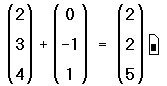 (2) (0) (2)
(3) + (-1) = (2)
(4) (1) (5)